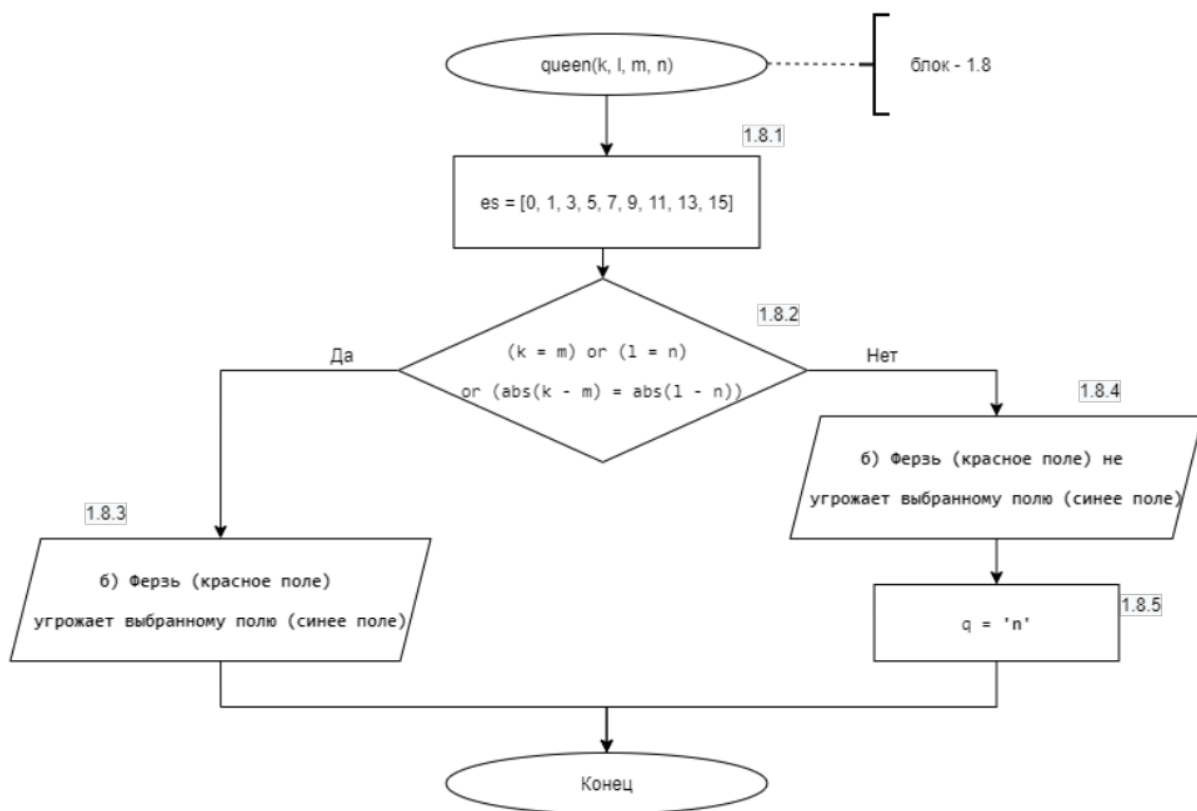 queen(k, l, m, n)
блок - 1.8
1.8.1
es = [0, 1, 3, 5, 7, 9, 11, 13, 15]
1.8.2
Да
(k = m) or (l = n)
or (abs(k - m) = abs(l - n))
Нет
1.8.4
б) Ферзь (красное поле) не
угрожает выбранному полю (синее поле)
1.8.3
б) Ферзь (красное поле)
угрожает выбранному полю (синее поле)
1.8.5
q = 'n'
Конец